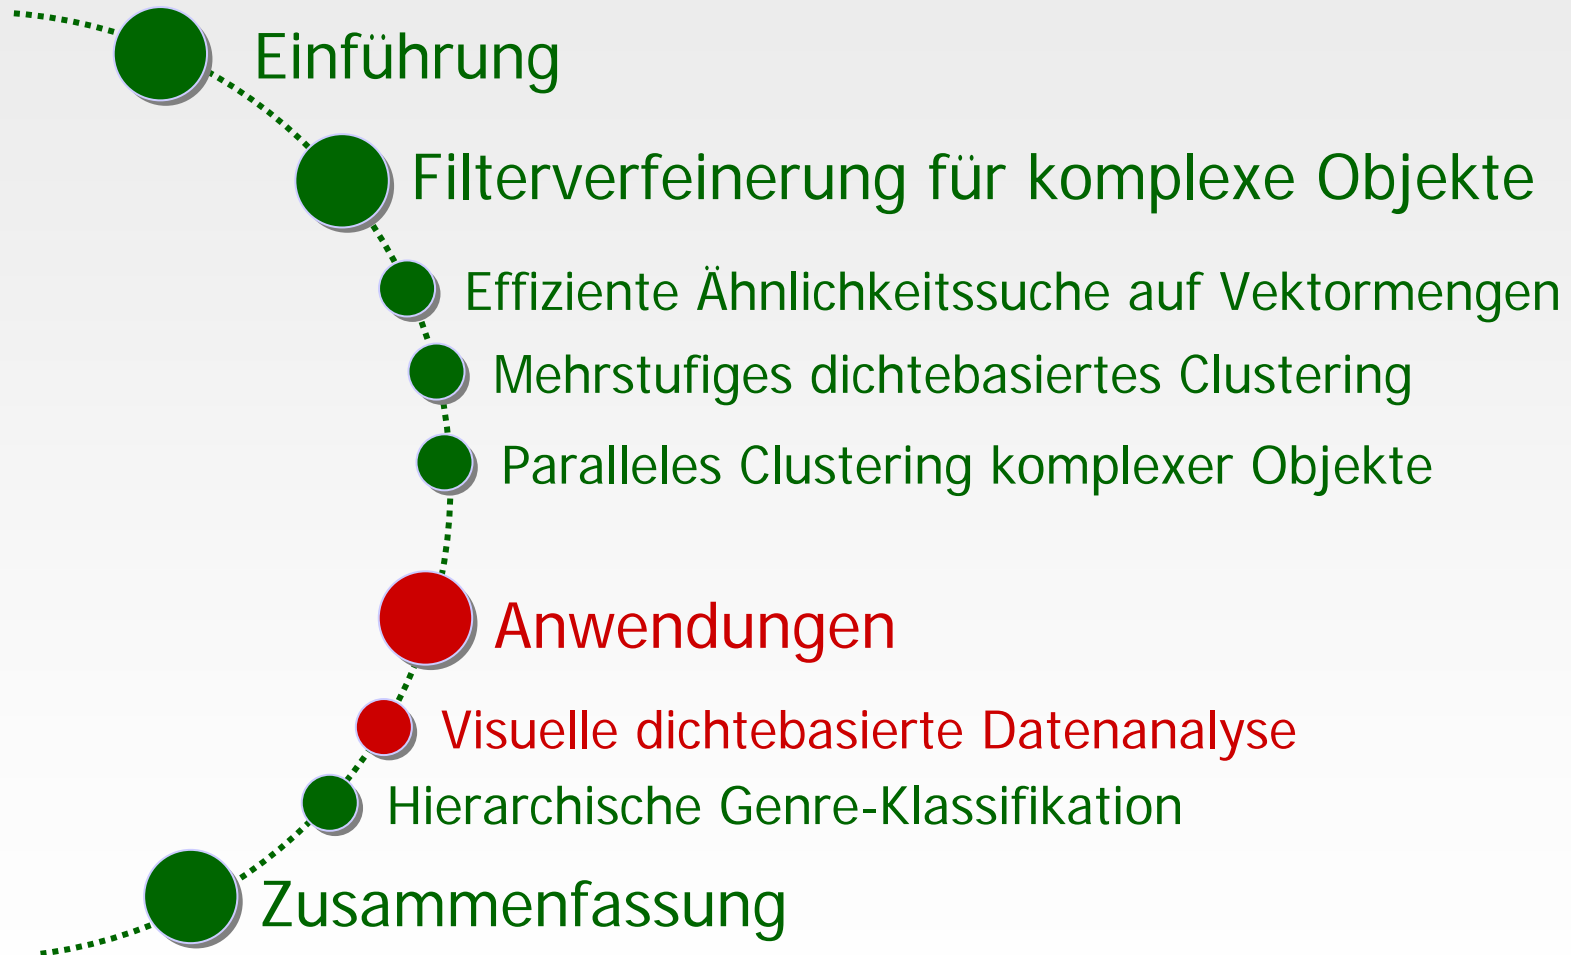 Einführung
Filterverfeinerung für komplexe Objekte
Effiziente Ähnlichkeitssuche auf Vektormengen
Mehrstufiges dichtebasiertes Clustering
Paralleles Clustering komplexer Objekte
Anwendungen
Visuelle dichtebasierte Datenanalyse
Hierarchische Genre-Klassifikation
Zusammenfassung